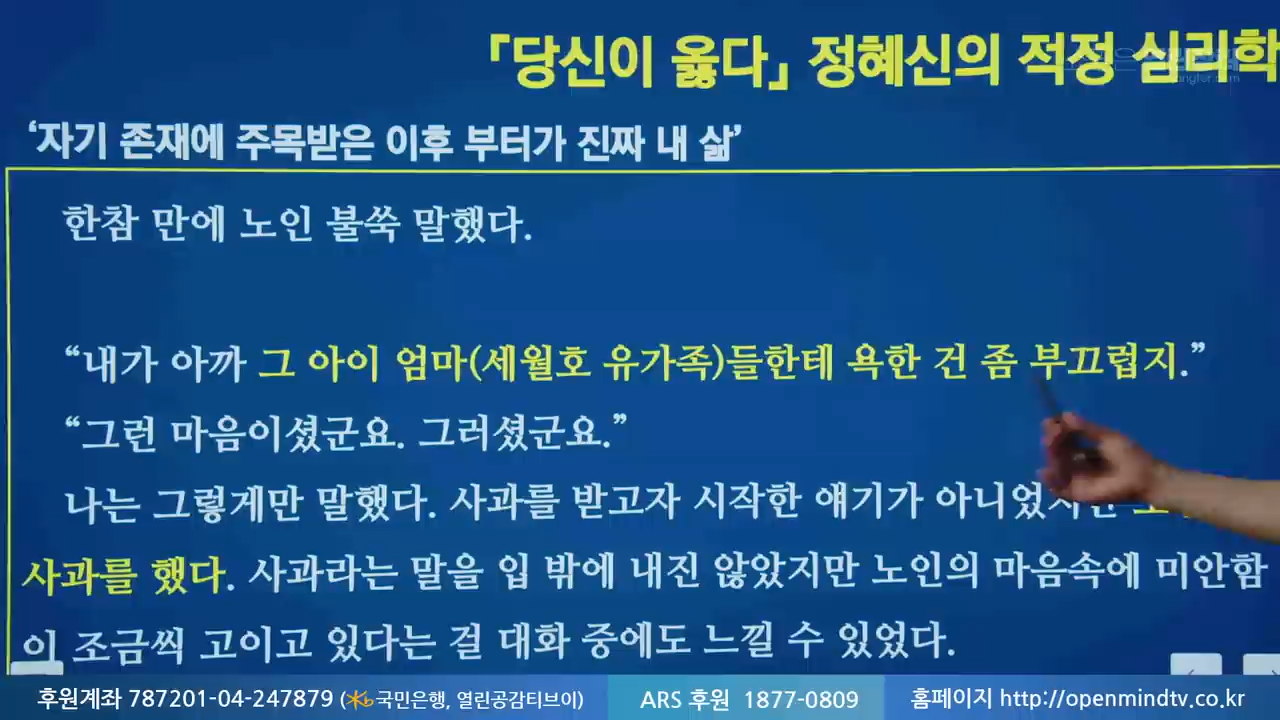 「당신이 옳다」 정혜신의 적정 심리학
‘자기 존재에 주목받은 이후 부터가 진짜 내 삶’
한참 만에 노인 불쑥 말했다.
“내가 아까 그 아이 엄마(세월호 유가족)들한테 욕한 건 좀 부끄럽지.”
“그런 마음이셨군요. 그러셨군요.”
나는 그렇게만 말했다. 사과를 받고자 시작한 얘기가 아니었지만
사과를 했다. 사과라는 말을 입 밖에 내진 않았지만 노인의 마음속에 미안함
이 조금씩 고이고 있다는 걸 대화 중에도 느낄 수 있었다.
후원계좌 787201-04-247879 (국민은행, 열린공감티브이) ARS 후원 1877-0809 홈페이지 http://openmindtv.co.kr